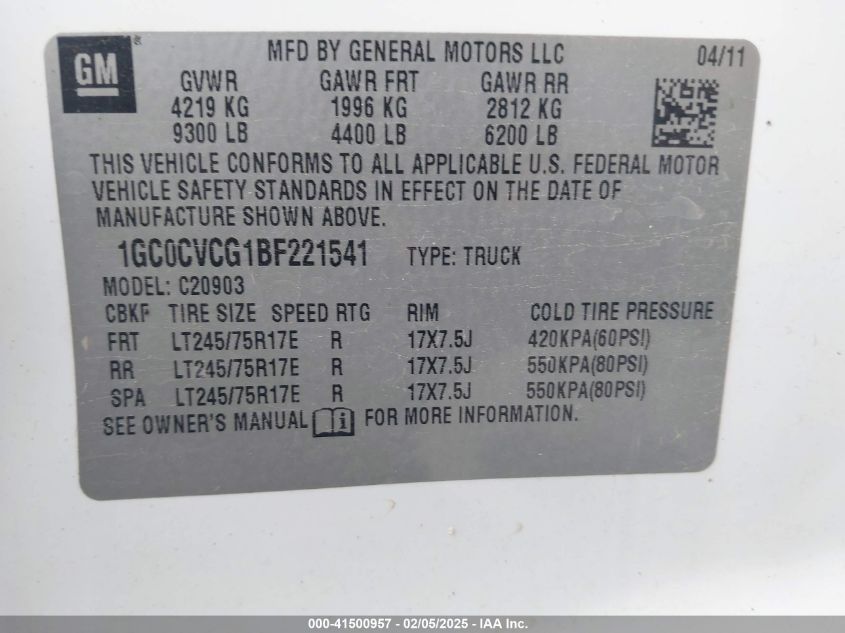 GM
MFD BY GENERAL MOTORS LLC 04/11
GVWR GAWR FRT GAWR RR
4219 KG 1996 KG 2812 KG
9300 LB 4400 LB 6200 LB
THIS VEHICLE CONFORMS TO ALL APPLICABLE U.S. FEDERAL MOTOR
VEHICLE SAFETY STANDARDS IN EFFECT ON THE DATE OF
MANUFACTURE SHOWN ABOVE.
1GC0CVCG1BF221541 TYPE: TRUCK
MODEL: C20903
CBKP TIRE SIZE SPEED RTG RIM COLD TIRE PRESSURE
FRT LT245/75R17E R 17X7.5J 420KPA(60PSI)
RR LT245/75R17E R 17X7.5J 550KPA(80PSI)
SPA LT245/75R17E R 17X7.5J 550KPA(80PSI)
SEE OWNER'S MANUAL i FOR MORE INFORMATION.
000-41500957 - 02/05/2025 - IAA Inc.